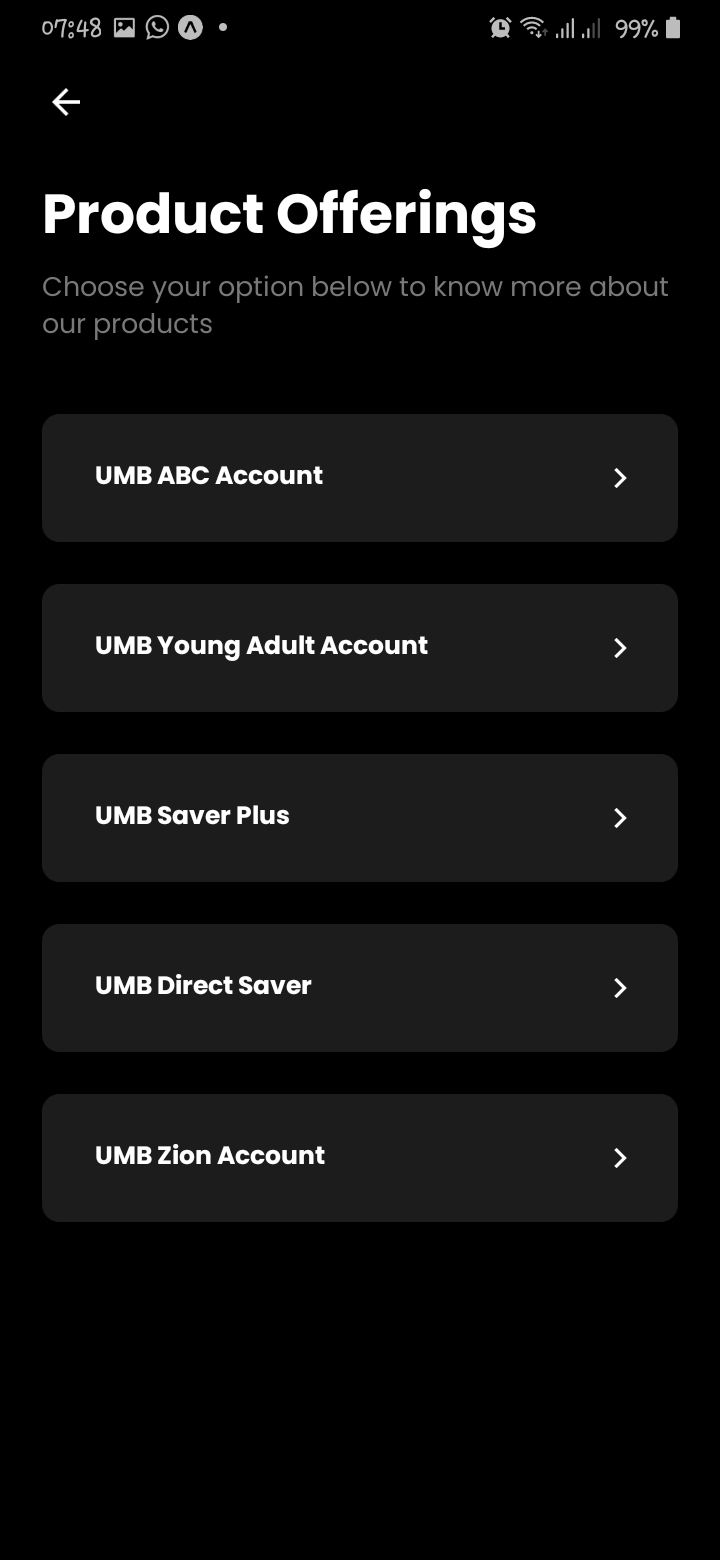 07:48
99%
Product Offerings
Choose your option below to know more about
our products
UMB ABC Account
UMB Young Adult Account
UMB Saver Plus
UMB Direct Saver
UMB Zion Account